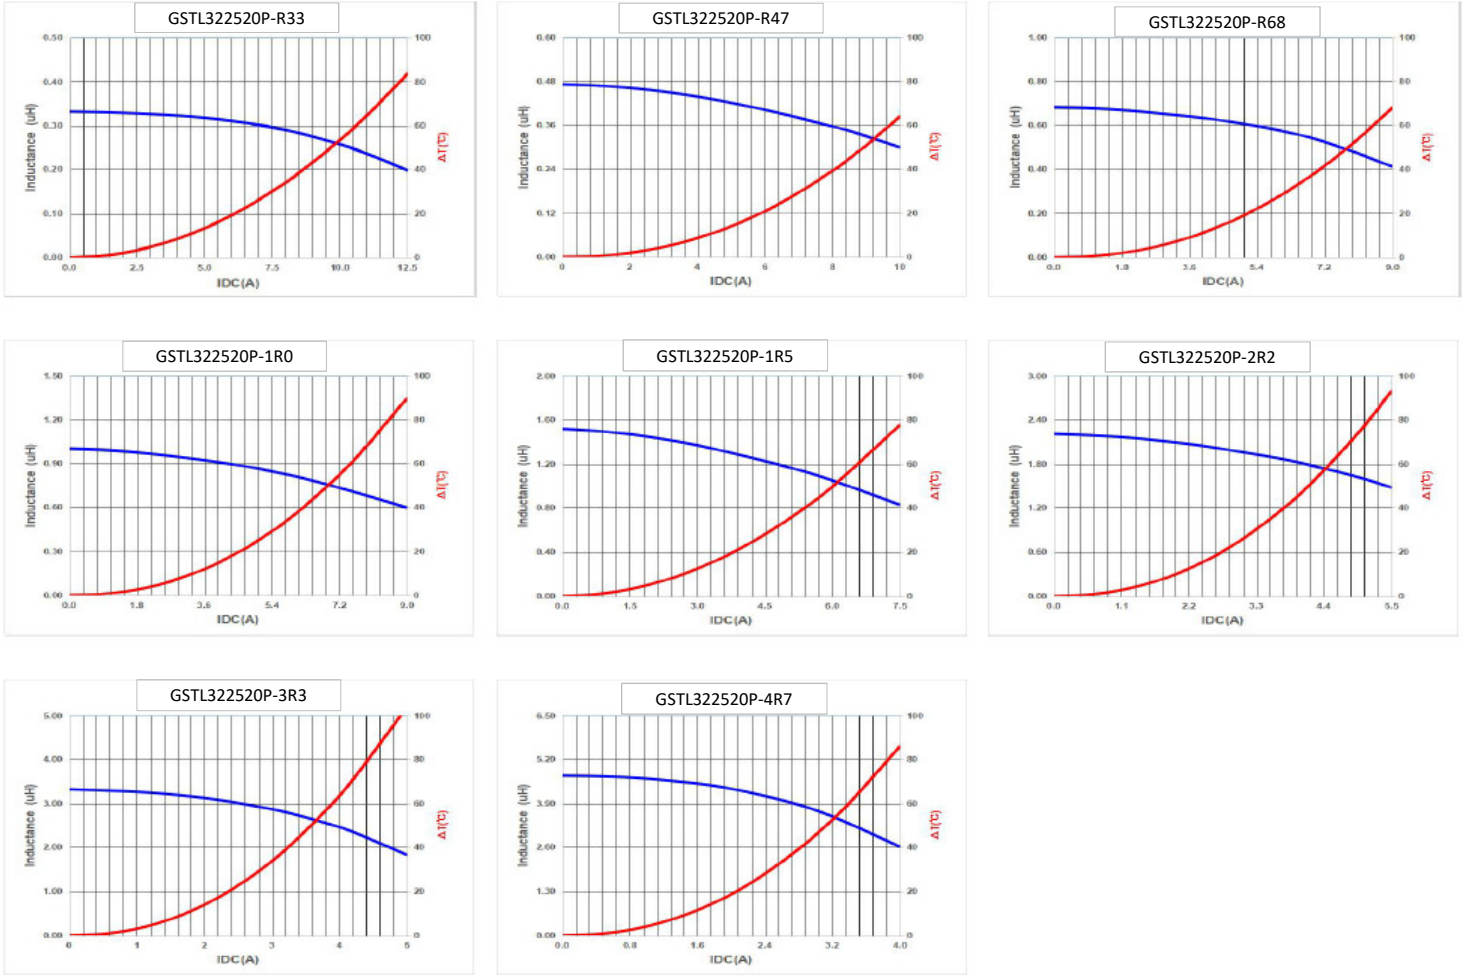 GSTL322520P-R33
0.50
0.40
0.30
0.20
0.10
0.00
100
80
60
40
20
0
0.0 2.5 5.0 7.5 10.0 12.5
Inductance (uH)
ΔT(℃)
IDC(A)
GSTL322520P-R47
0.60
0.48
0.36
0.24
0.12
0.00
100
80
60
40
20
0
0 2 4 6 8 10
Inductance (uH)
ΔT(℃)
IDC(A)
GSTL322520P-R68
1.00
0.80
0.60
0.40
0.20
0.00
100
80
60
40
20
0
0.0 1.8 3.6 5.4 7.2 9.0
Inductance (uH)
ΔT(℃)
IDC(A)
GSTL322520P-1R0
1.50
1.20
0.90
0.60
0.30
0.00
100
80
60
40
20
0
0.0 1.8 3.6 5.4 7.2 9.0
Inductance (uH)
ΔT(℃)
IDC(A)
GSTL322520P-1R5
2.00
1.60
1.20
0.80
0.40
0.00
100
80
60
40
20
0
0.0 1.5 3.0 4.5 6.0 7.5
Inductance (uH)
ΔT(℃)
IDC(A)
GSTL322520P-2R2
3.00
2.40
1.80
1.20
0.60
0.00
100
80
60
40
20
0
0.0 1.1 2.2 3.3 4.4 5.5
Inductance (uH)
ΔT(℃)
IDC(A)
GSTL322520P-3R3
5.00
4.00
3.00
2.00
1.00
0.00
100
80
60
40
20
0
0 1 2 3 4 5
Inductance (uH)
ΔT(℃)
IDC(A)
GSTL322520P-4R7
6.50
5.20
3.90
2.60
1.30
0.00
100
80
60
40
20
0
0.0 0.8 1.6 2.4 3.2 4.0
Inductance (uH)
ΔT(℃)
IDC(A)